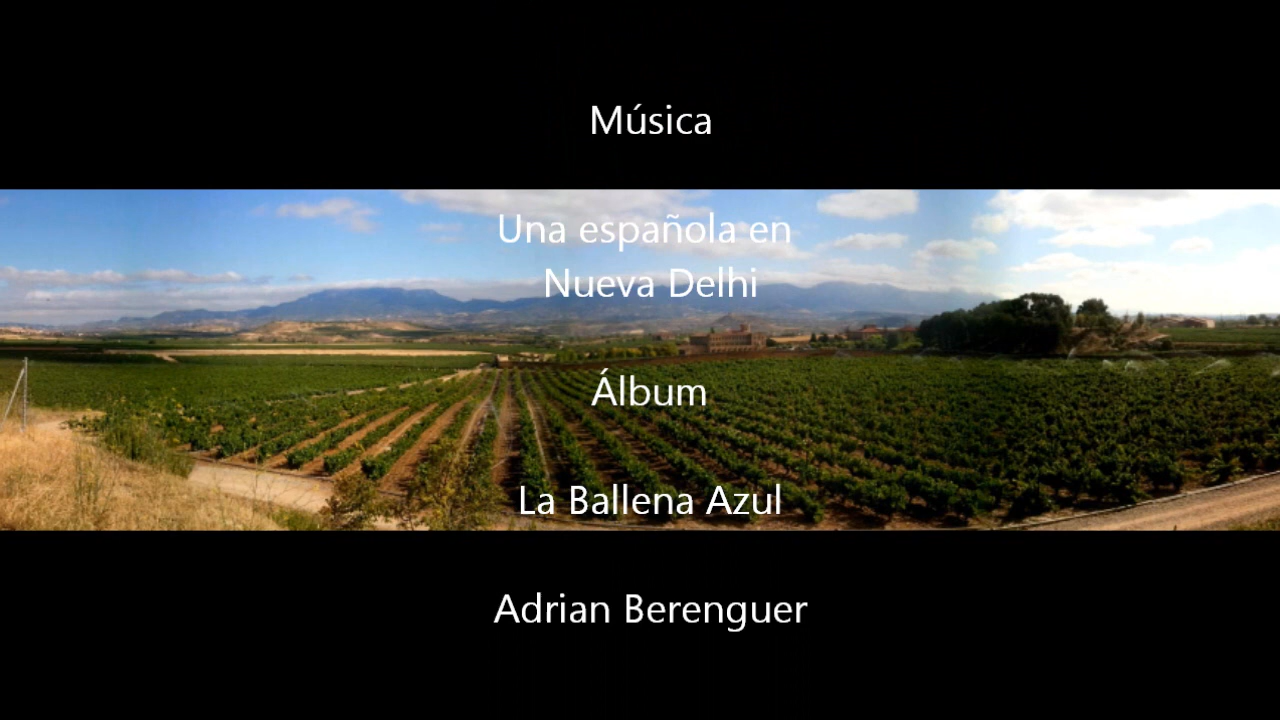 Música
Una española en
Nueva Delhi
Álbum
La Ballena Azul
Adrian Berenguer